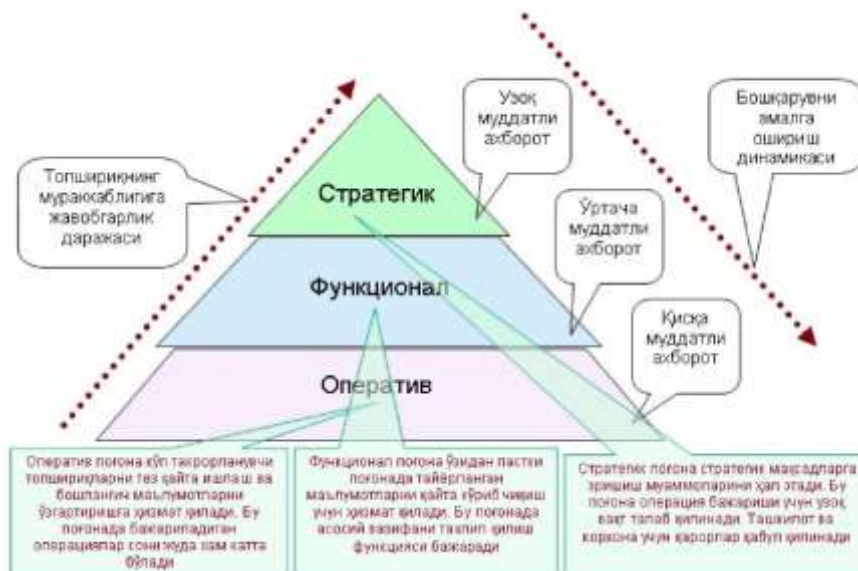 Узоқ
муддатли
ахборот
Бошқарувни
амалга
ошириш
динамикаси
Топшириқнинг
мураккаблигига
жавобгарлик
даражаси
Стратегик
Ўртача
муддатли
ахборот
Функционал
Қисқа
муддатли
ахборот
Оператив
Оператив поғона кўп такрорланувчи
топшириқларни тез қайта ишлаш ва
бошланғич маълумотларни
ўзгартиришга хизмат қилади. Бу
поғонада бажариладиган
операциялар сони жуда хам катта
бўлади
Функционал поғона ўзидан пастки
поғонада тайёрланган
маълумотларни қайта кўриб чиқиш
учун хизмат қилади. Бу поғонада
асосий вазифани тахлил қилиш
функцияси бажаради
Стратегик поғона стратегик мақсадларга
эришиш муаммоларини ҳал этади. Бу
поғона операция бажариши учун узоқ
вақт талаб қилинади. Ташкилот ва
корхона учун қарорлар қабул қилинади